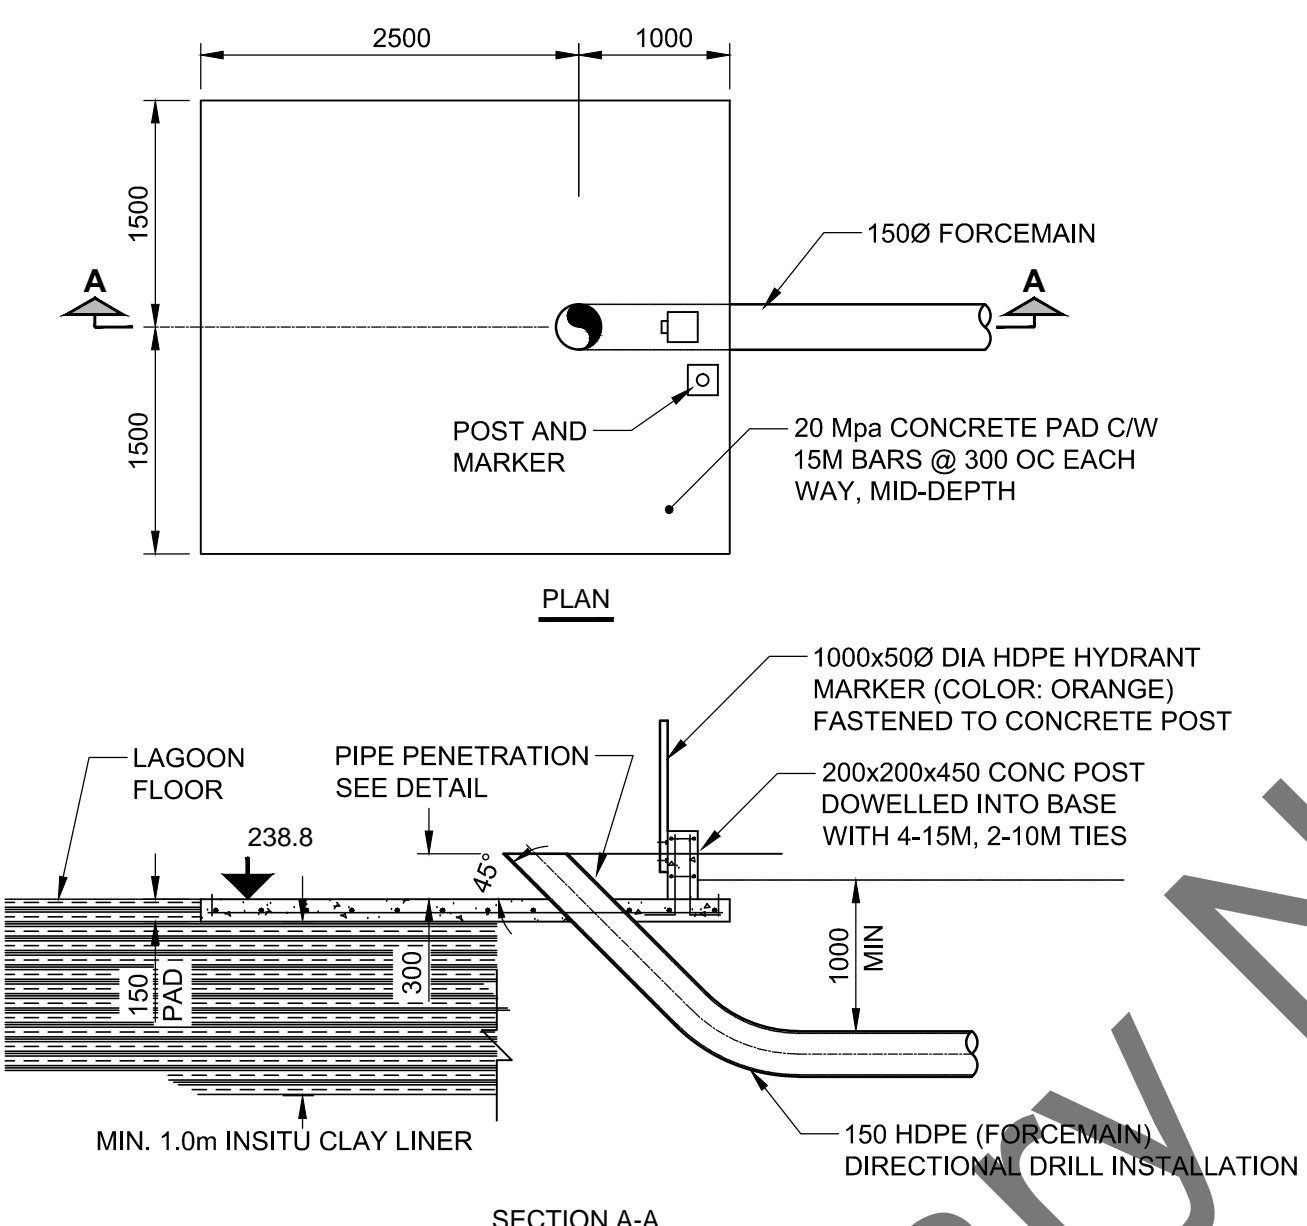 2500
1000
1500
150Ø FORCEMAIN
A
A
1500
POST AND
MARKER
20 Mpa CONCRETE PAD C/W
15M BARS @ 300 OC EACH
WAY, MID-DEPTH
PLAN
1000x50Ø DIA HDPE HYDRANT
MARKER (COLOR: ORANGE)
FASTENED TO CONCRETE POST
LAGOON
FLOOR
PIPE PENETRATION
SEE DETAIL
200x200x450 CONC POST
DOWELLED INTO BASE
WITH 4-15M, 2-10M TIES
238.8
45°
150
PAD
300
1000
MIN
MIN. 1.0m INSITU CLAY LINER
150 HDPE (FORCEMAIN)
DIRECTIONAL DRILL INSTALLATION
SECTION A-A